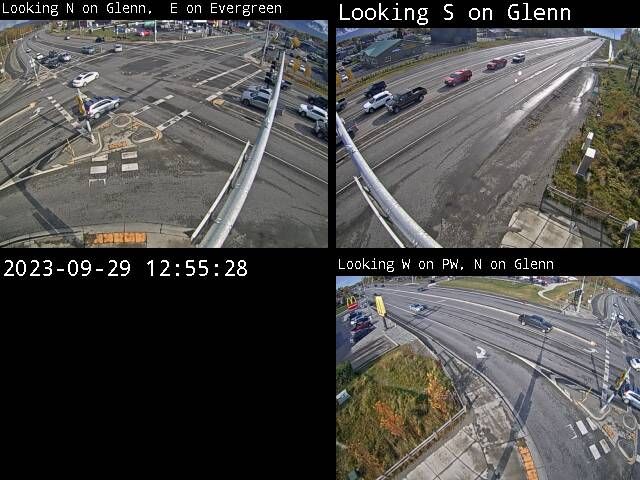 Looking N on Glenn,  E on Evergreen
Looking S on Glenn
2023-09-29 12:55:28
Looking W on PW, N on Glenn